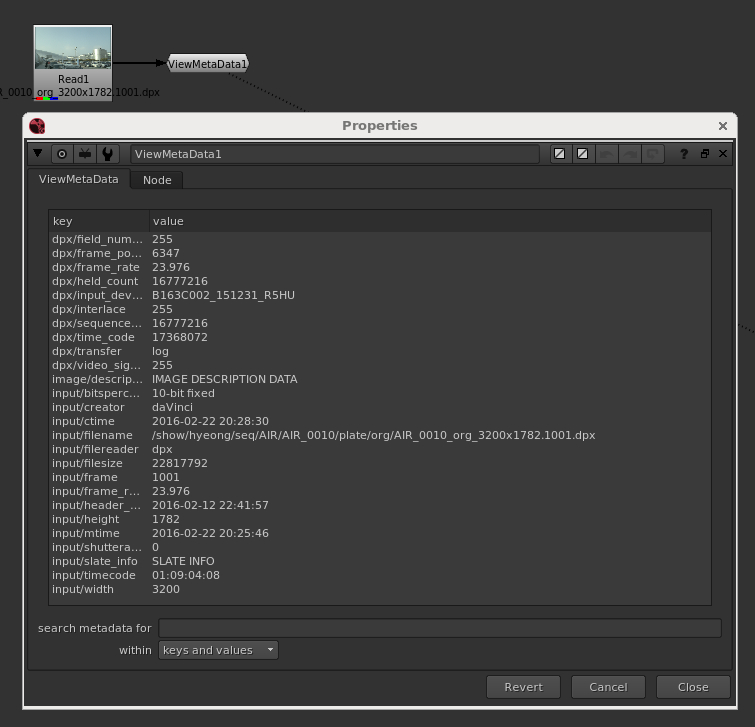 Read1
R_0010_org_3200x1782.1001.dpx
ViewMetaData1
Properties
ViewMetaData1
?
ViewMetaData Node
key value
dpx/field_num... 255
dpx/frame_po... 6347
dpx/frame_rate 23.976
dpx/held_count 16777216
dpx/input_dev... B163C002_151231_R5HU
dpx/interlace 255
dpx/sequence... 16777216
dpx/time_code 17368072
dpx/transfer log
dpx/video_sig... 255
image/descrip... IMAGE DESCRIPTION DATA
input/bitsperc... 10-bit fixed
input/creator daVinci
input/ctime 2016-02-22 20:28:30
input/filename /show/hyeong/seq/AIR/AIR_0010/plate/org/AIR_0010_org_3200x1782.1001.dpx
input/filereader dpx
input/filesize 22817792
input/frame 1001
input/frame_r... 23.976
input/header_... 2016-02-12 22:41:57
input/height 1782
input/mtime 2016-02-22 20:25:46
input/shuttera... 0
input/slate_info SLATE INFO
input/timecode 01:09:04:08
input/width 3200
search metadata for
within keys and values
Revert Cancel Close